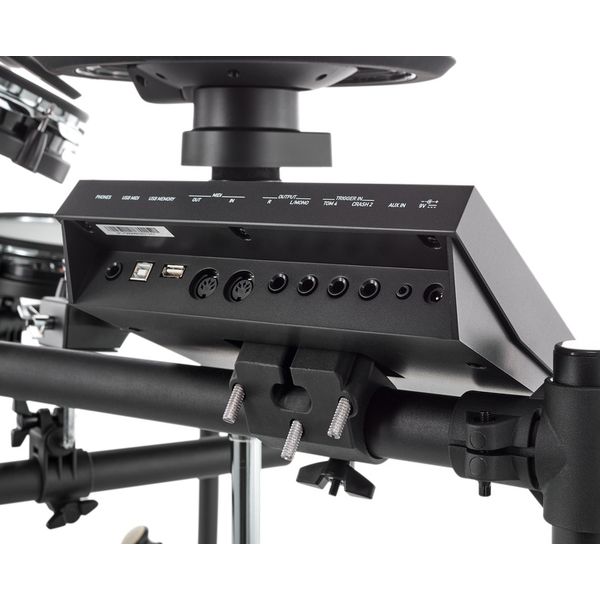 PHONES USB MIDI USB MEMORY MIDI OUTPUT TRIGGER IN AUX IN 9V
OUT IN R L/MONO TOM 4 CRASH 2